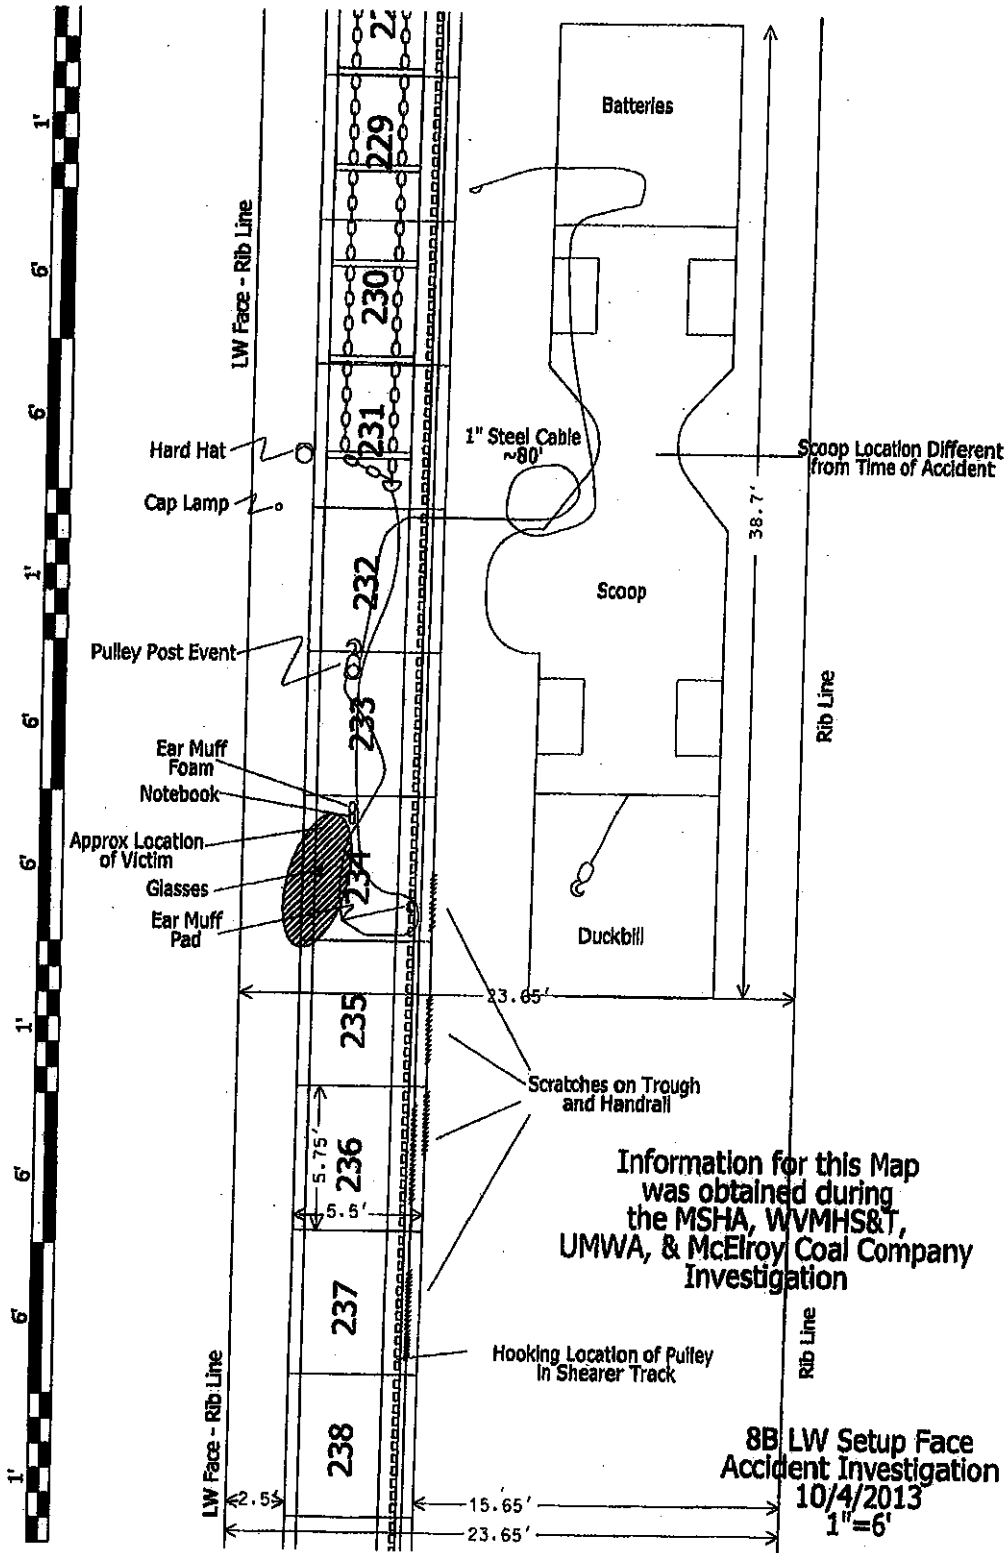 22
Batteries
1'
229
LW Face - Rib Line
6'
230
6'
231
Hard Hat
1" Steel Cable
~80'
Scoop Location Different
from Time of Accident
Cap Lamp
38.7'
1'
232
Scoop
Pulley Post Event
Rib Line
6'
233
Ear Muff
Foam
Notebook
Approx Location
of Victim
6'
234
Glasses
Ear Muff
Pad
Duckbill
23.65'
235
1'
Scratches on Trough
and Handrail
5.75'
236
6'
5.5'
Information for this Map
was obtained during
the MSHA, WVMHS&T,
UMWA, & McElroy Coal Company
Investigation
237
6'
Rib Line
Hooking Location of Pulley
in Shearer Track
LW Face - Rib Line
238
8B LW Setup Face
Accident Investigation
10/4/2013
1"=6'
1'
2.5'
15.65'
23.65'